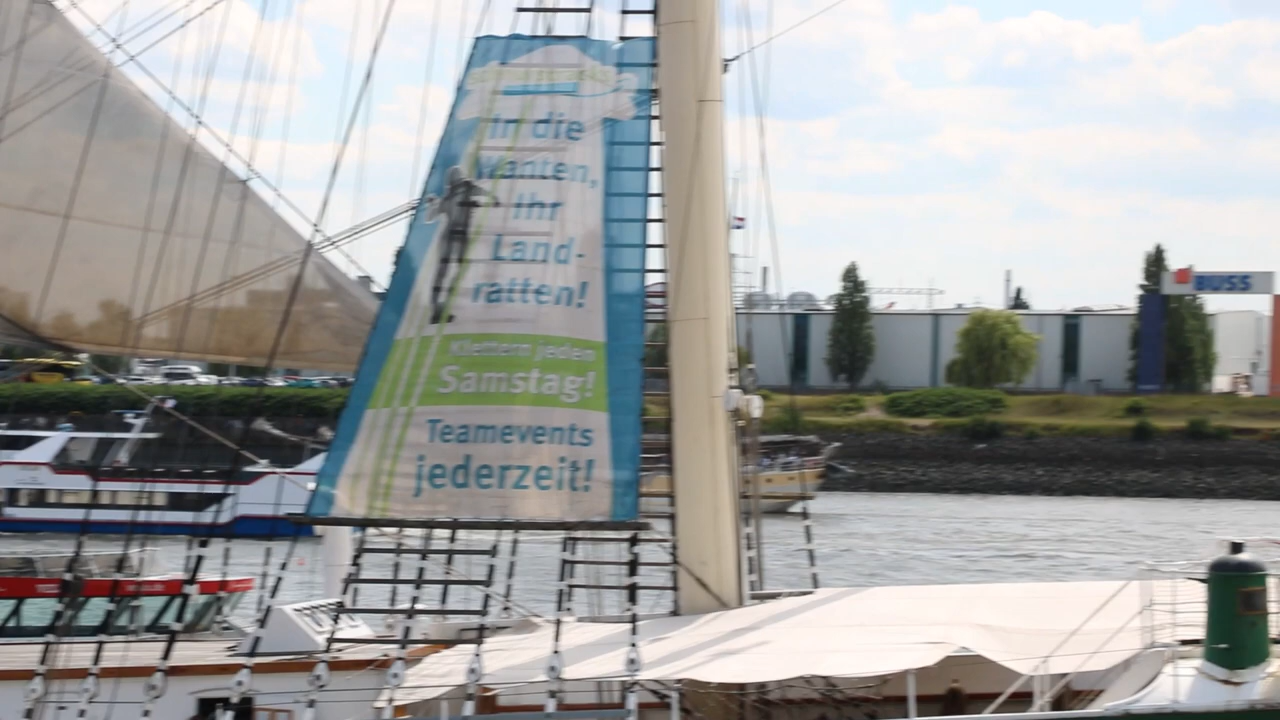 In die
Wanten,
Ihr
Land-
ratten!
Klettern jeden
Samstag!
Teamevents
jederzeit!
BUSS